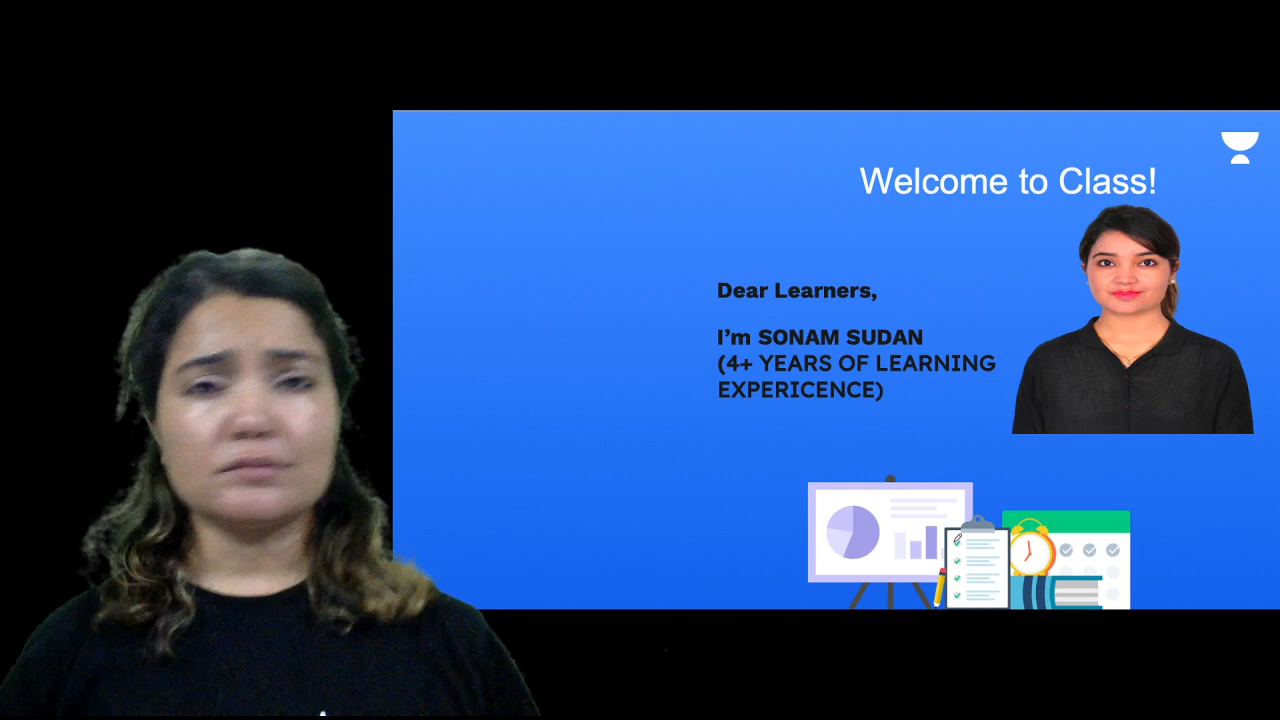 Welcome to Class!
Dear Learners,
I’m SONAM SUDAN
(4+ YEARS OF LEARNING
EXPERICENCE)